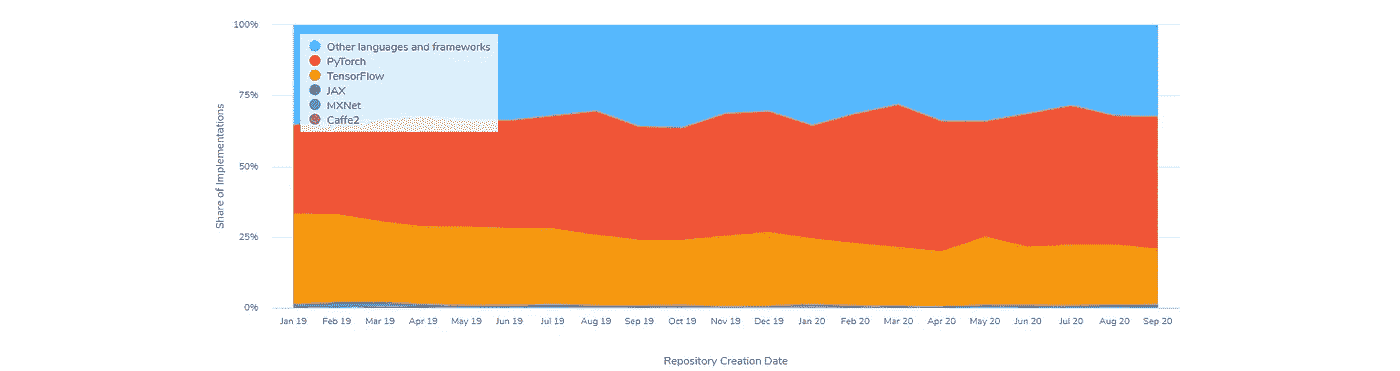 100%
75%
50%
25%
0%
Share of Implementations
Other languages and frameworks
PyTorch
TensorFlow
JAX
MXNet
Caffe2
Jan 19 Feb 19 Mar 19 Apr 19 May 19 Jun 19 Jul 19 Aug 19 Sep 19 Oct 19 Nov 19 Dec 19 Jan 20 Feb 20 Mar 20 Apr 20 May 20 Jun 20 Jul 20 Aug 20 Sep 20
Repository Creation Date